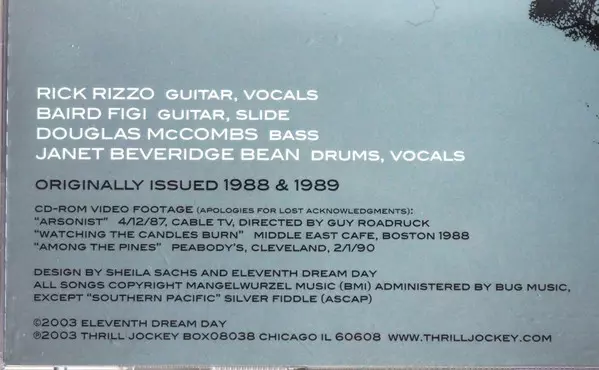 RICK RIZZO GUITAR, VOCALS
BAIRD FIGI GUITAR, SLIDE
DOUGLAS McCOMBS BASS
JANET BEVERIDGE BEAN DRUMS, VOCALS
ORIGINALLY ISSUED 1988 & 1989
CD-ROM VIDEO FOOTAGE (APOLOGIES FOR LOST ACKNOWLEDGMENTS):
"ARSONIST" 4/12/87, CABLE TV, DIRECTED BY GUY ROADRUCK
"WATCHING THE CANDLES BURN" MIDDLE EAST CAFE, BOSTON 1988
"AMONG THE PINES" PEABODY'S, CLEVELAND, 2/1/90
DESIGN BY SHEILA SACHS AND ELEVENTH DREAM DAY
ALL SONGS COPYRIGHT MANGELWURZEL MUSIC (BMI) ADMINISTERED BY BUG MUSIC,
EXCEPT "SOUTHERN PACIFIC" SILVER FIDDLE (ASCAP)
©2003 ELEVENTH DREAM DAY
℗2003 THRILL JOCKEY BOX08038 CHICAGO IL 60608 WWW.THRILLJOCKEY.COM